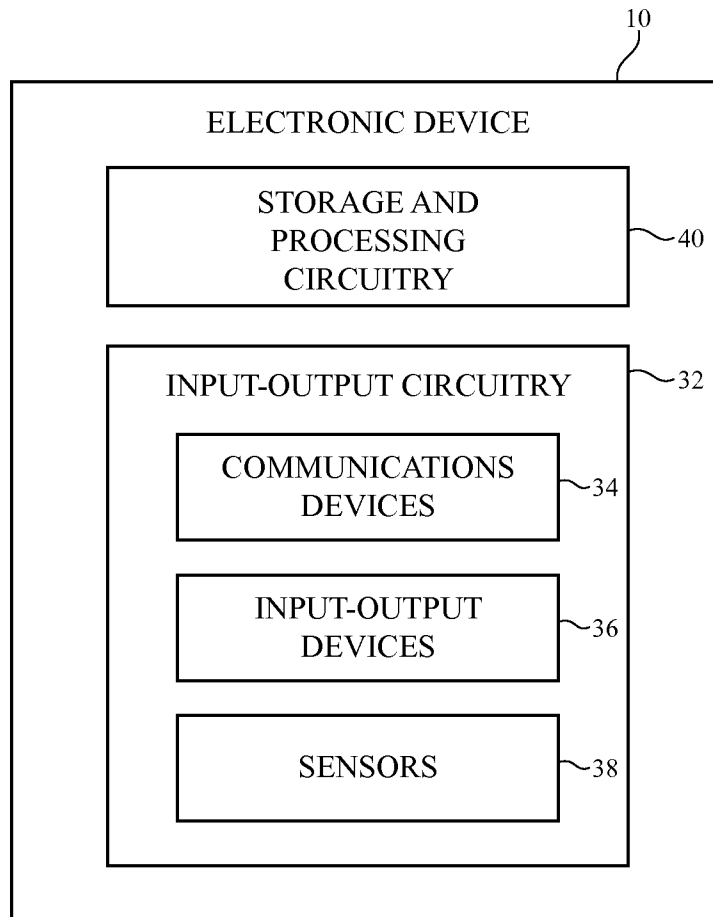 10
ELECTRONIC DEVICE
STORAGE AND
PROCESSING
CIRCUITRY
40
INPUT-OUTPUT CIRCUITRY
32
COMMUNICATIONS
DEVICES
34
INPUT-OUTPUT
DEVICES
36
SENSORS
38